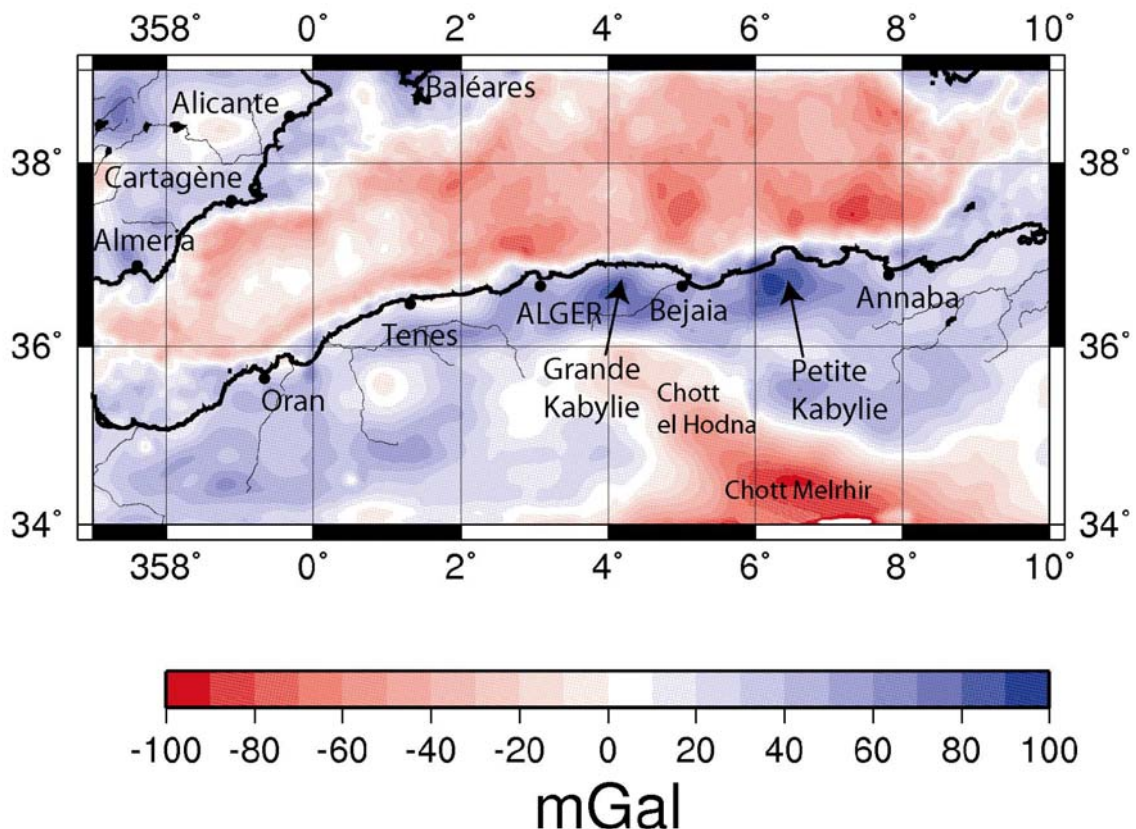 358° 0° 2° 4° 6° 8° 10°
Baléares
Alicante
38° 38°
Cartagène
Almeria
ALGER Bejaia Annaba
Tenes
36° 36°
Grande Kabylie
Petite Kabylie
Chott el Hodna
Oran
Chott Melrhir
34° 34°
358° 0° 2° 4° 6° 8° 10°
-100 -80 -60 -40 -20 0 20 40 60 80 100
mGal